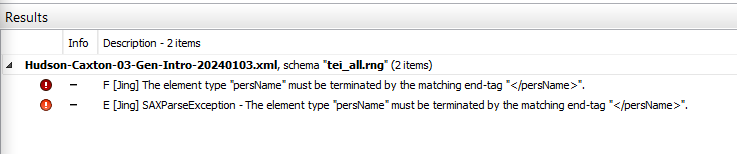 Results
Info Description - 2 items
Hudson-Caxton-03-Gen-Intro-20240103.xml, schema "tei_all.rng" (2 items)
F [Jing] The element type "persName" must be terminated by the matching end-tag "</persName>".
E [Jing] SAXParseException - The element type "persName" must be terminated by the matching end-tag "</persName>".